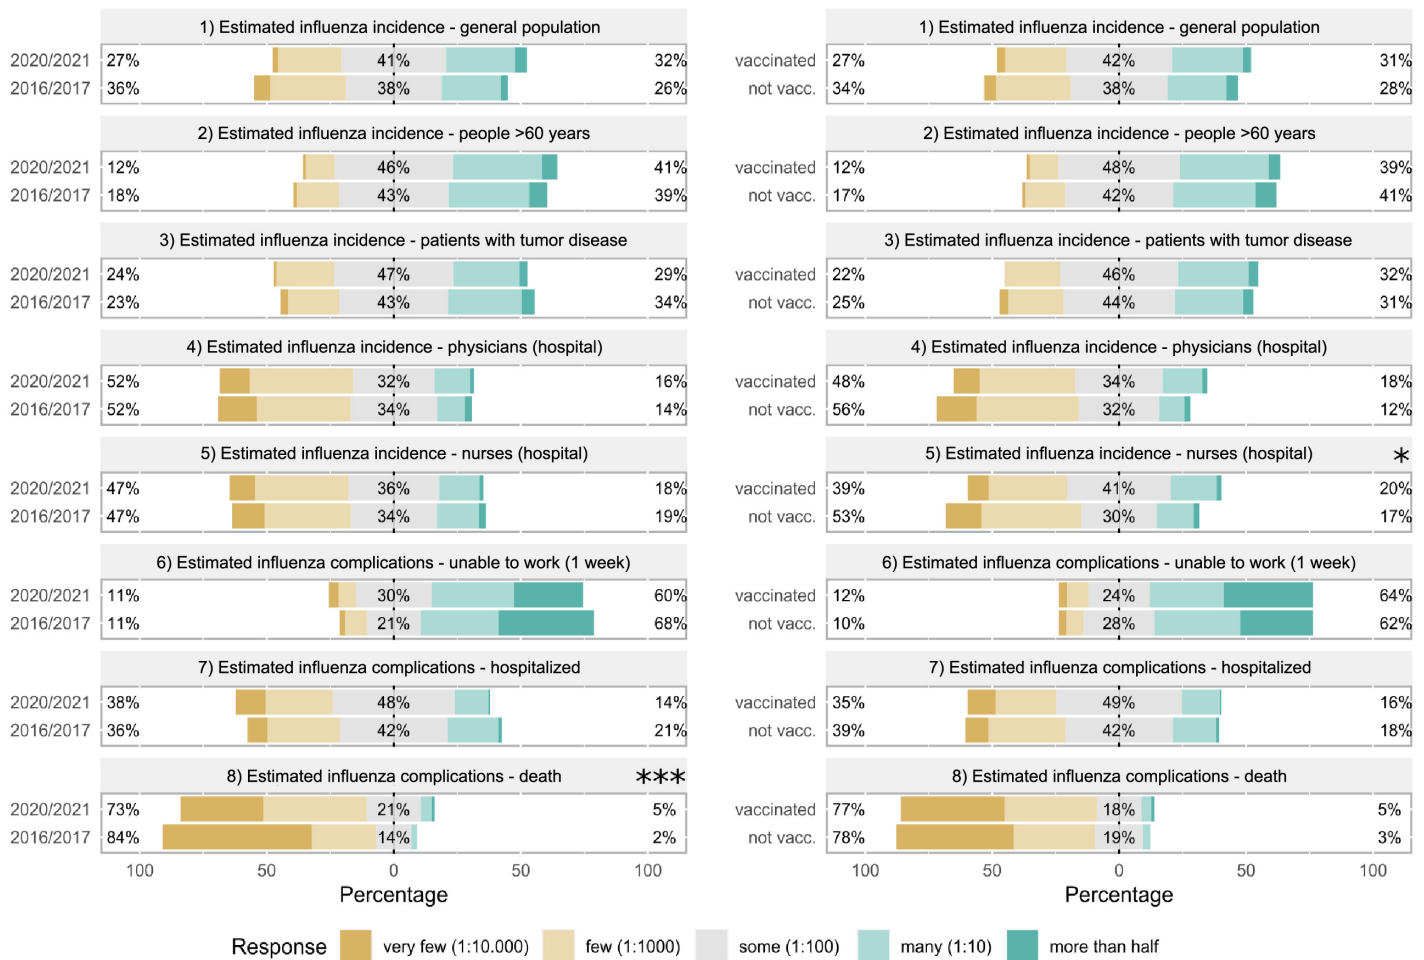 1) Estimated influenza incidence - general population
2020/2021 27% 41% 32%
2016/2017 36% 38% 26%
2) Estimated influenza incidence - people >60 years
2020/2021 12% 46% 41%
2016/2017 18% 43% 39%
3) Estimated influenza incidence - patients with tumor disease
2020/2021 24% 47% 29%
2016/2017 23% 43% 34%
4) Estimated influenza incidence - physicians (hospital)
2020/2021 52% 32% 16%
2016/2017 52% 34% 14%
5) Estimated influenza incidence - nurses (hospital)
2020/2021 47% 36% 18%
2016/2017 47% 34% 19%
6) Estimated influenza complications - unable to work (1 week)
2020/2021 11% 30% 60%
2016/2017 11% 21% 68%
7) Estimated influenza complications - hospitalized
2020/2021 38% 48% 14%
2016/2017 36% 42% 21%
8) Estimated influenza complications - death ***
2020/2021 73% 21% 5%
2016/2017 84% 14% 2%
100 50 0 50 100
Percentage
1) Estimated influenza incidence - general population
vaccinated 27% 42% 31%
not vacc. 34% 38% 28%
2) Estimated influenza incidence - people >60 years
vaccinated 12% 48% 39%
not vacc. 17% 42% 41%
3) Estimated influenza incidence - patients with tumor disease
vaccinated 22% 46% 32%
not vacc. 25% 44% 31%
4) Estimated influenza incidence - physicians (hospital)
vaccinated 48% 34% 18%
not vacc. 56% 32% 12%
5) Estimated influenza incidence - nurses (hospital) *
vaccinated 39% 41% 20%
not vacc. 53% 30% 17%
6) Estimated influenza complications - unable to work (1 week)
vaccinated 12% 24% 64%
not vacc. 10% 28% 62%
7) Estimated influenza complications - hospitalized
vaccinated 35% 49% 16%
not vacc. 39% 42% 18%
8) Estimated influenza complications - death
vaccinated 77% 18% 5%
not vacc. 78% 19% 3%
100 50 0 50 100
Percentage
Response very few (1:10.000) few (1:1000) some (1:100) many (1:10) more than half